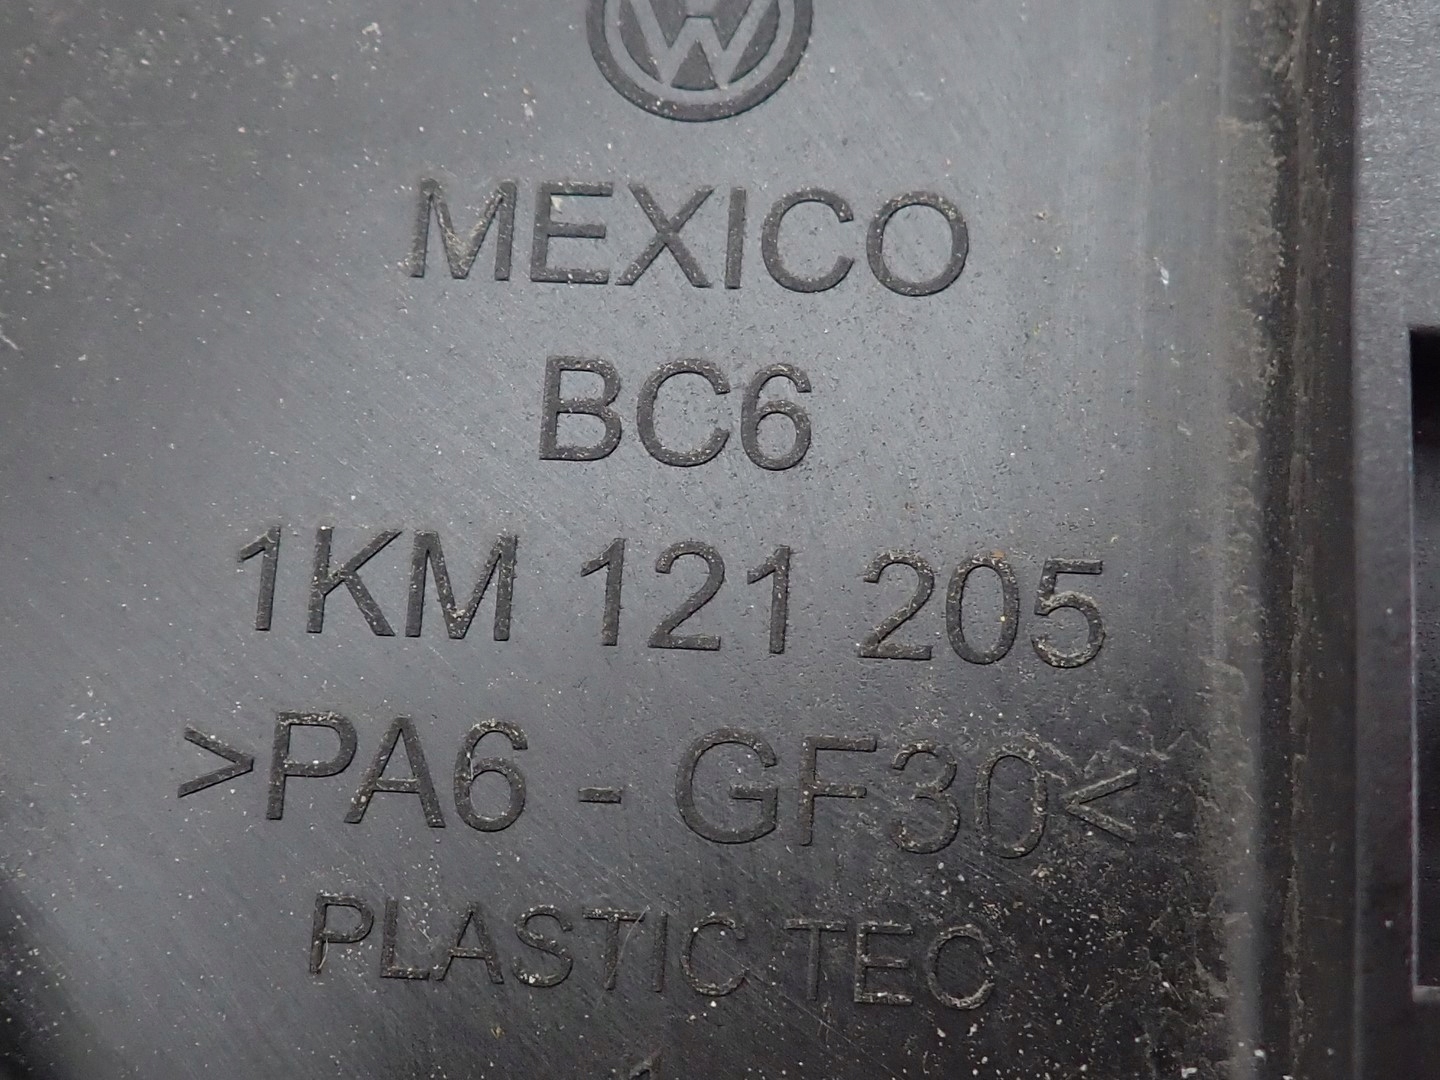 MEXICO
BC6
1KM 121 205
>PA6 - GF30<
PLASTIC TEC